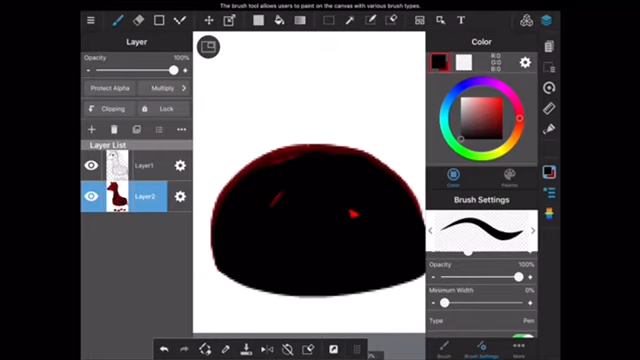 The brush tool allows users to paint on the canvas with various brush types.
T
Layer
Opacity 100%
- +
Protect Alpha Multiply
Clipping Lock
Layer List
Layer1
Layer2
Color
R:0
G:0
B:0
Color Palette
Brush Settings
Opacity 100%
- +
Minimum Width 0%
- +
Type Pen
Brush Brush Settings More